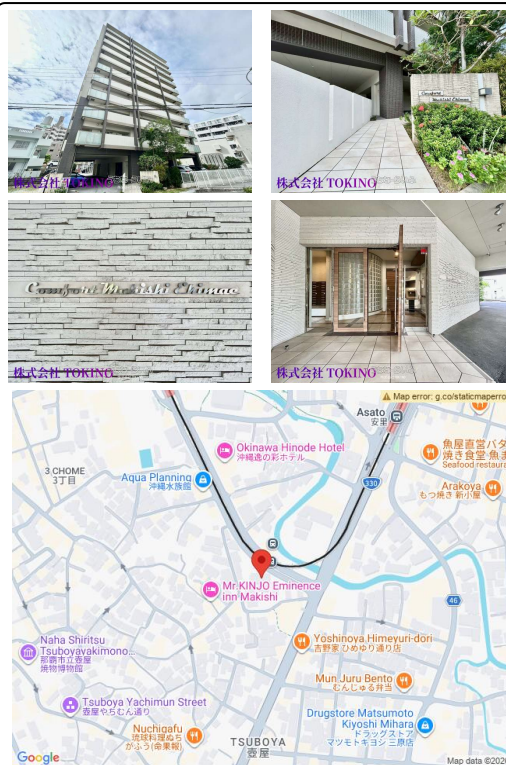 株式会社 TOKINO
Comfort
Makishi Ekimae
株式会社 TOKINO
Comfort Makishi Ekimae
株式会社 TOKINO
株式会社 TOKINO
Map error: g.co/staticmaperro
Asato
安里
Okinawa Hinode Hotel
沖縄逸の彩ホテル
魚屋直営バタ
焼き食堂 魚ま
Seafood restaura
3 CHOME
3丁目
Aqua Planning
沖縄水族館
330
Arakoya
もつ焼き 新小屋
Mr.KINJO Eminence
inn Makishi
46
Naha Shiritsu
Tsuboyayakimono...
那覇市立壺屋
焼物博物館
Yoshinoya Himeyuri-dori
吉野家 ひめゆり通り店
Mun Juru Bento
むんじゅる弁当
Tsuboya Yachimun Street
壺屋やちむん通り
Drugstore Matsumoto
Kiyoshi Mihara
ドラッグストア
マツモトキヨシ 三原店
Nuchigafu
琉球料理ぬち
がふう(命果報)
TSUBOYA
壺屋
Google
Map data ©2026